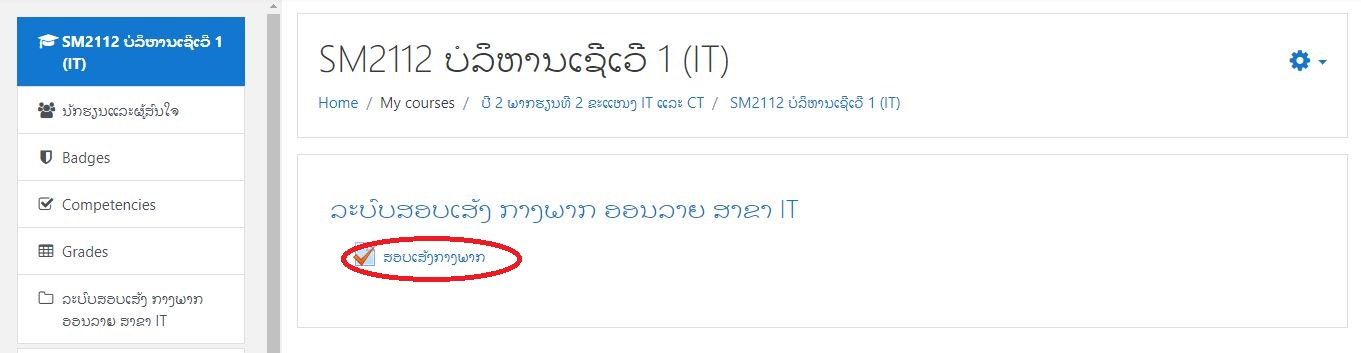 SM2112 ບໍລິຫານເຊີເວີ 1
(IT)
ນັກຮຽນແລະຜູ້ສົນໃຈ
Badges
Competencies
Grades
ລະບົບສອບເສັງ ກາງພາກ
ອອນລາຍ ສາຂາ IT
SM2112 ບໍລິຫານເຊີເວີ 1 (IT)
Home / My courses / ປີ 2 ພາກຮຽນທີ 2 ຂະແໜງ IT ແລະ CT / SM2112 ບໍລິຫານເຊີເວີ 1 (IT)
ລະບົບສອບເສັງ ກາງພາກ ອອນລາຍ ສາຂາ IT
ສອບເສັງກາງພາກ